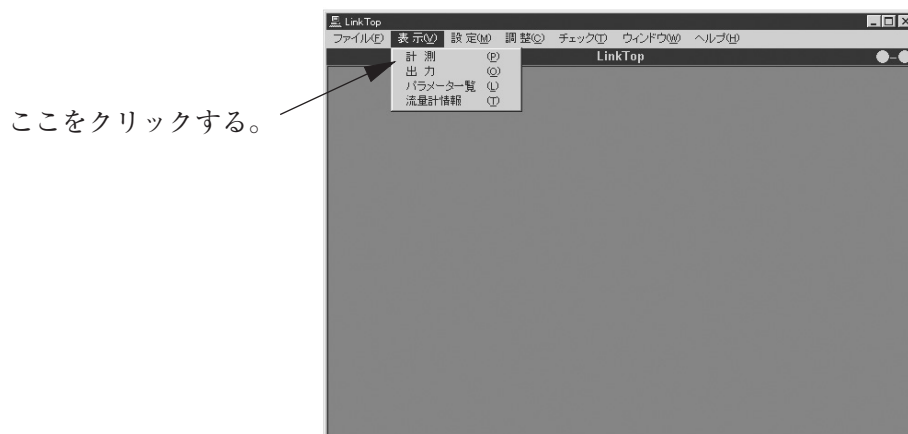 LinkTop
ファイル(F) 表 示(V) 設 定(M) 調 整(C) チェック(T) ウィンドウ(W) ヘルプ(H)
LinkTop
計 測 (P)
出 力 (O)
パラメータ一覧 (L)
流量計情報 (T)
ここをクリックする。